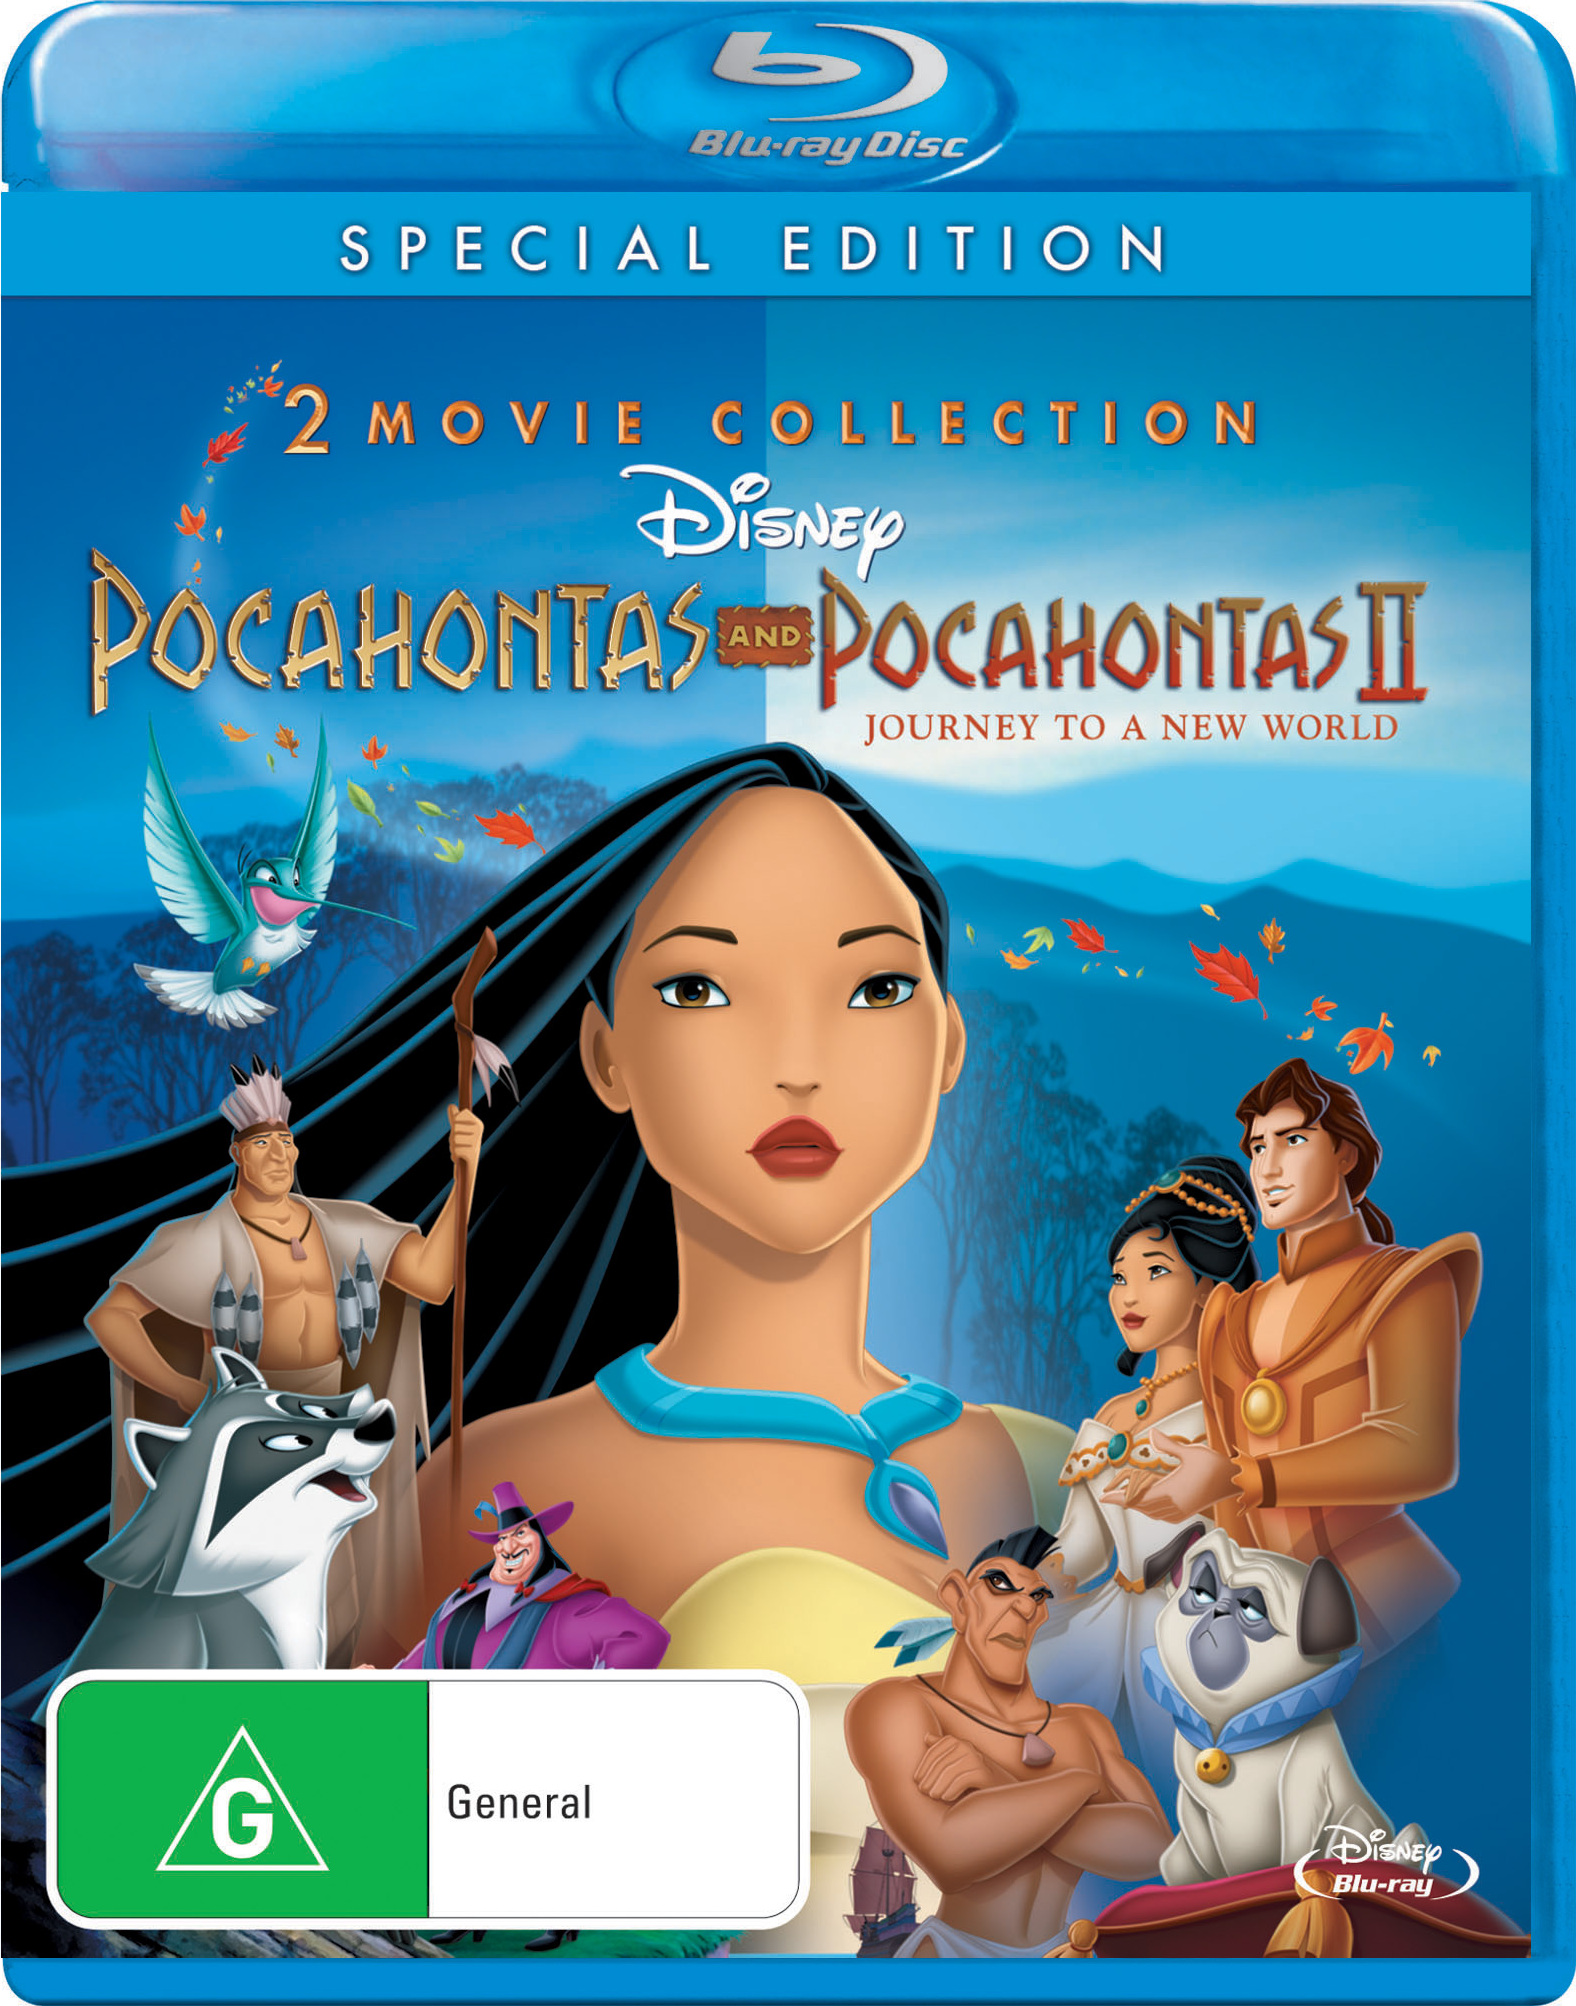 Blu-ray Disc
SPECIAL EDITION
2 MOVIE COLLECTION
DISNEY
POCAHONTAS AND POCAHONTAS II
JOURNEY TO A NEW WORLD
G
General
DISNEY
Blu-ray